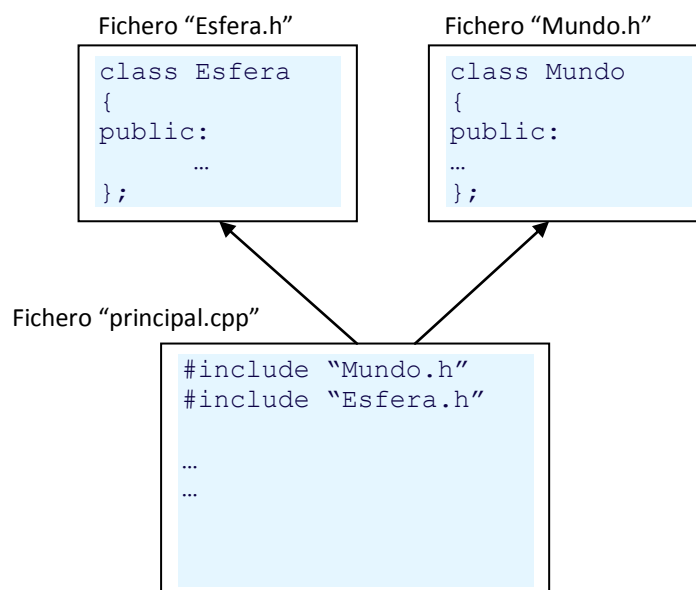 Fichero “Esfera.h”
class Esfera
{
public:
…
};
Fichero “Mundo.h”
class Mundo
{
public:
…
};
Fichero “principal.cpp”
#include “Mundo.h”
#include “Esfera.h”
…
…